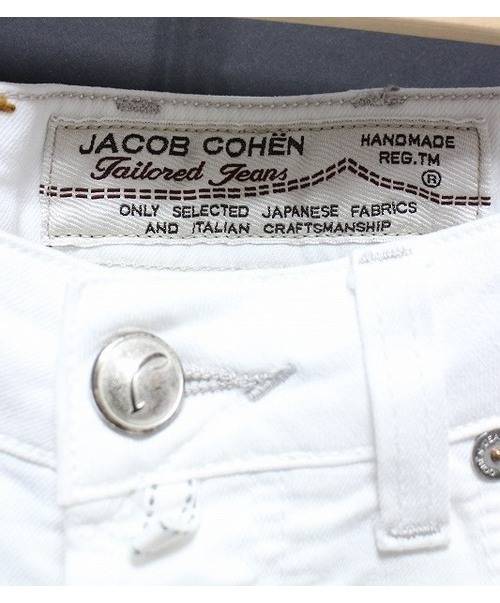 JACOB COHËN
Tailored Jeans
HANDMADE
REG.TM
®
ONLY SELECTED JAPANESE FABRICS
AND ITALIAN CRAFTSMANSHIP